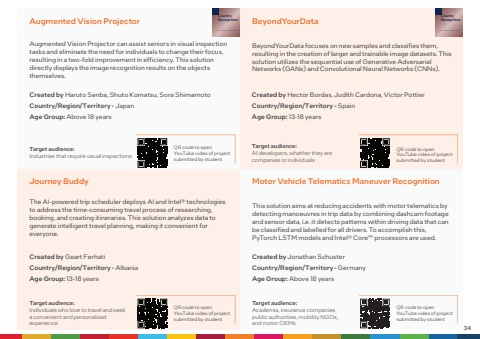 Augmented Vision Projector
Country
Recognition
Augmented Vision Projector can assist seniors in visual inspection
tasks and eliminate the need for individuals to change their focus,
resulting in a two-fold improvement in efficiency. This solution
directly displays the image recognition results on the objects
themselves.
Created by Haruto Senba, Shuto Komatsu, Sora Shimamoto
Country/Region/Territory - Japan
Age Group: Above 18 years
Target audience:
Industries that require visual inspections
QR code to open
YouTube video of project
submitted by student
BeyondYourData
Country
Recognition
BeyondYourData focuses on new samples and classifies them,
resulting in the creation of larger and trainable image datasets. This
solution utilizes the sequential use of Generative Adversarial
Networks (GANs) and Convolutional Neural Networks (CNNs).
Created by Hector Bordas, Judith Cardona, Victor Pottier
Country/Region/Territory - Spain
Age Group: 13-18 years
Target audience:
AI developers, whether they are
companies or individuals
QR code to open
YouTube video of project
submitted by student
Journey Buddy
The AI-powered trip scheduler deploys AI and Intel® technologies
to address the time-consuming travel process of researching,
booking, and creating itineraries. This solution analyzes data to
generate intelligent travel planning, making it convenient for
everyone.
Created by Geart Ferhati
Country/Region/Territory - Albania
Age Group: 13-18 years
Target audience:
Individuals who love to travel and seek
a convenient and personalized
experience
QR code to open
YouTube video of project
submitted by student
Motor Vehicle Telematics Maneuver Recognition
This solution aims at reducing accidents with motor telematics by
detecting manoeuvres in trip data by combining dashcam footage
and sensor data, i.e. it detects patterns within driving data that can
be classified and labelled for all drivers. To accomplish this,
PyTorch LSTM models and Intel® Core™ processors are used.
Created by Jonathan Schuster
Country/Region/Territory - Germany
Age Group: Above 18 years
Target audience:
Academia, insurance companies,
public authorities, mobility NGOs,
and motor OEMs
QR code to open
YouTube video of project
submitted by student
34